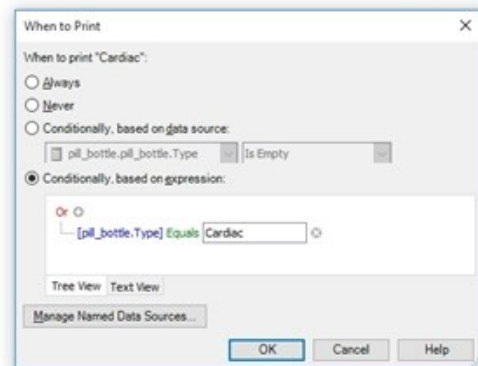 When to Print
When to print "Cardiac":
Always
Never
Conditionally, based on data source:
pill_bottle.pill_bottle.Type Is Empty
Conditionally, based on expression:
Or
[pill_bottle.Type] Equals Cardiac
Tree View Text View
Manage Named Data Sources...
OK Cancel Help